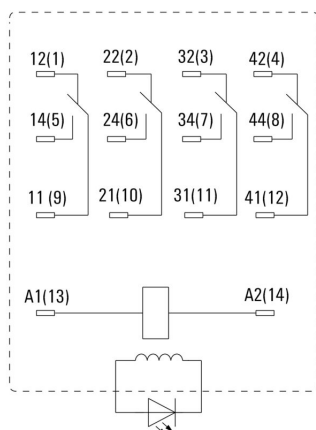 12(1) 22(2) 32(3) 42(4)
14(5) 24(6) 34(7) 44(8)
11 (9) 21(10) 31(11) 41(12)
A1(13) A2(14)